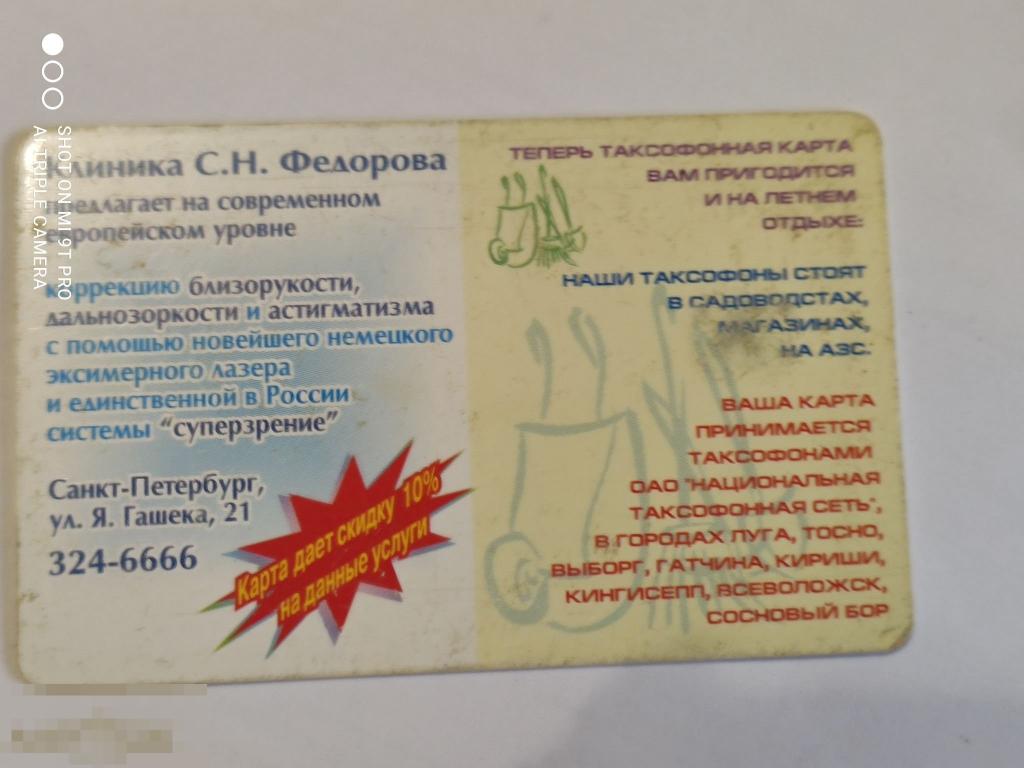 SHOT ON MI 9T PRO
AI TRIPLE CAMERA
Клиника С.Н. Федорова
предлагает на современном
европейском уровне
коррекцию близорукости,
дальнозоркости и астигматизма
с помощью новейшего немецкого
эксимерного лазера
и единственной в России
системы "суперзрение"
Санкт-Петербург,
ул. Я. Гашека, 21
324-6666
Карта дает скидку 10%
на данные услуги
ТЕПЕРЬ ТАКСОФОННАЯ КАРТА
ВАМ ПРИГОДИТСЯ
И НА ЛЕТНЕМ
ОТДЫХЕ:
НАШИ ТАКСОФОНЫ СТОЯТ
В САДОВОДСТАХ,
МАГАЗИНАХ,
НА АЗС.
ВАША КАРТА
ПРИНИМАЕТСЯ
ТАКСОФОНАМИ
ОАО "НАЦИОНАЛЬНАЯ
ТАКСОФОННАЯ СЕТЬ",
В ГОРОДАХ ЛУГА, ТОСНО,
ВЫБОРГ, ГАТЧИНА, КИРИШИ,
КИНГИСЕПП, ВСЕВОЛОЖСК,
СОСНОВЫЙ БОР